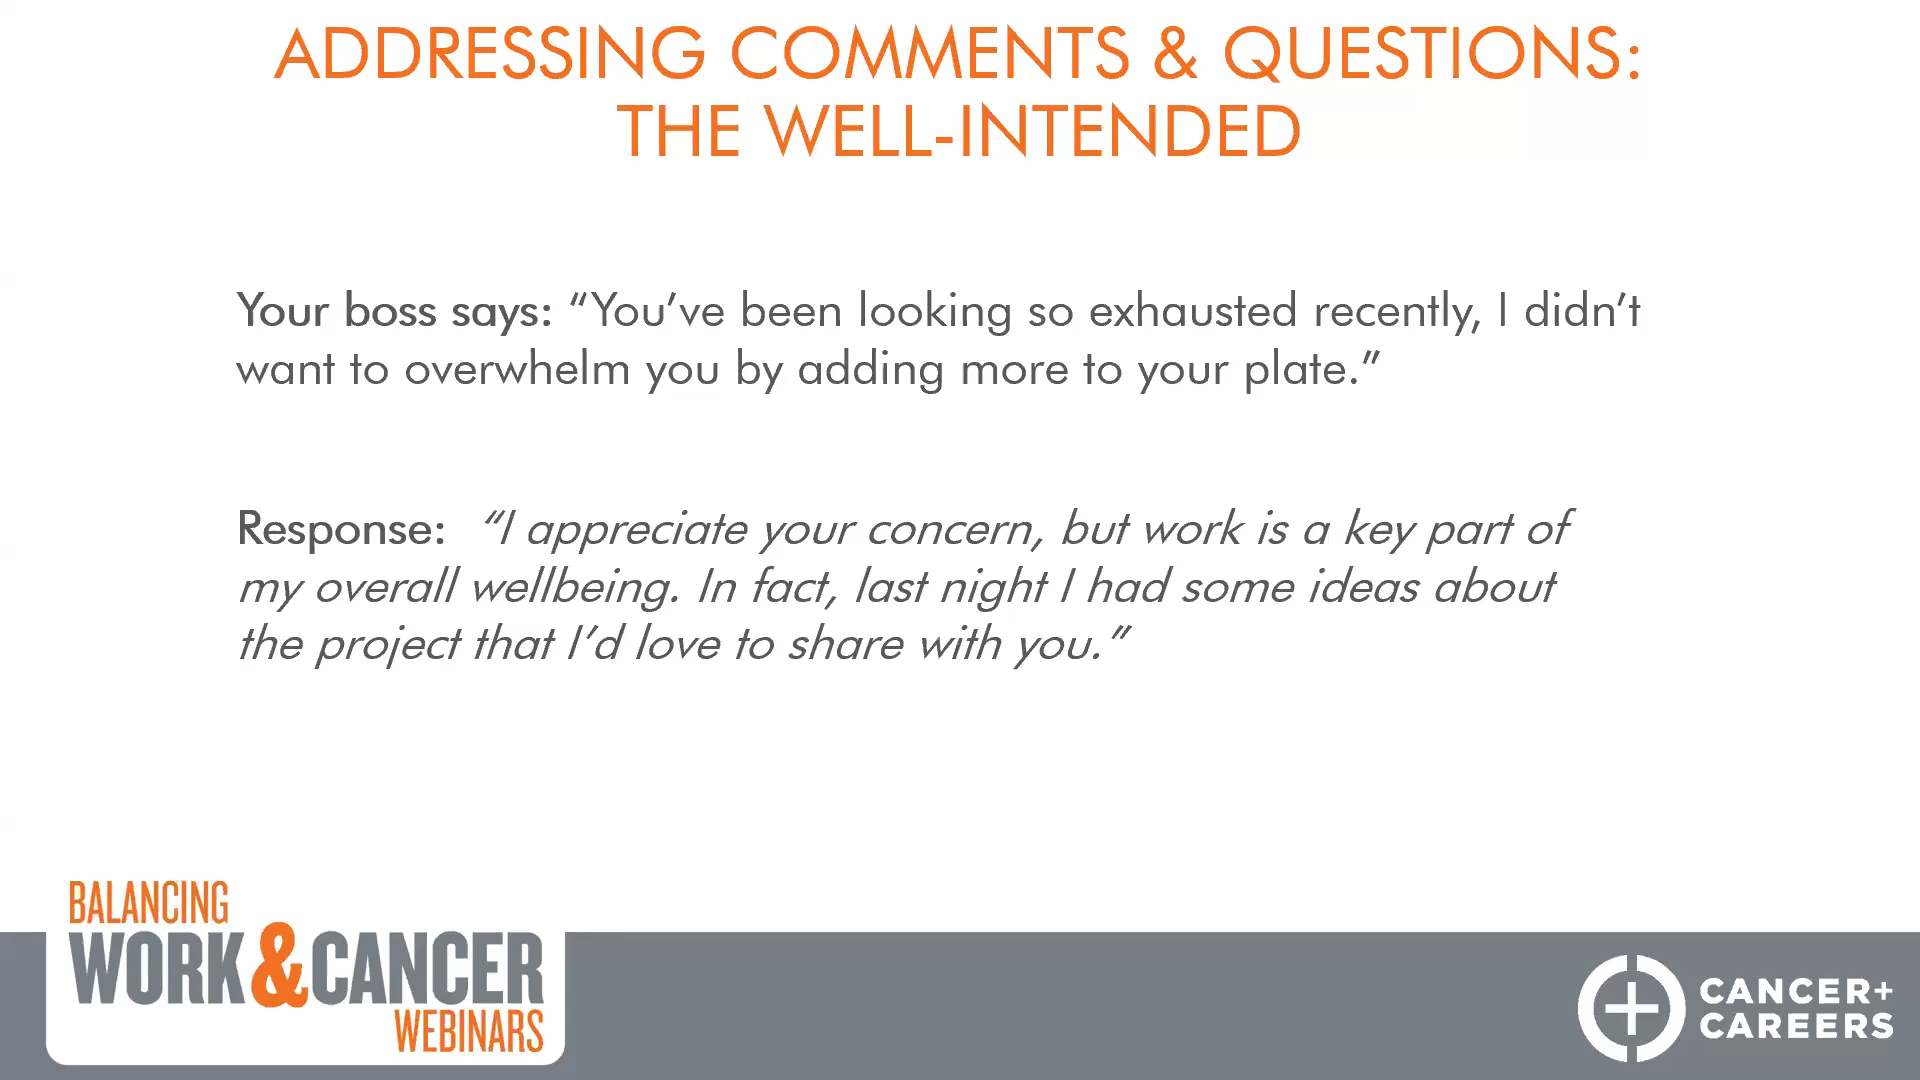 ADDRESSING COMMENTS & QUESTIONS:
THE WELL-INTENDED
Your boss says: “You’ve been looking so exhausted recently, I didn’t
want to overwhelm you by adding more to your plate.”
Response: “I appreciate your concern, but work is a key part of
my overall wellbeing. In fact, last night I had some ideas about
the project that I’d love to share with you.”
BALANCING
WORK&CANCER
WEBINARS
CANCER+
CAREERS